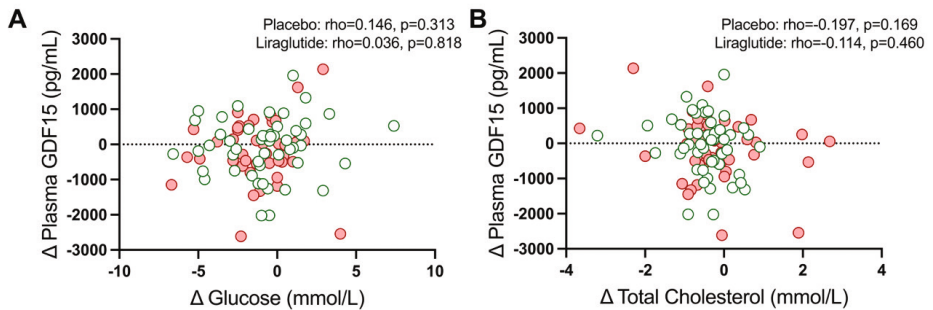 A
Placebo: rho=0.146, p=0.313
Liraglutide: rho=0.036, p=0.818
Δ Plasma GDF15 (pg/mL)
3000
2000
1000
0
-1000
-2000
-3000
-10
-5
0
5
10
Δ Glucose (mmol/L)
B
Placebo: rho=-0.197, p=0.169
Liraglutide: rho=-0.114, p=0.460
Δ Plasma GDF15 (pg/mL)
3000
2000
1000
0
-1000
-2000
-3000
-4
-2
0
2
4
Δ Total Cholesterol (mmol/L)